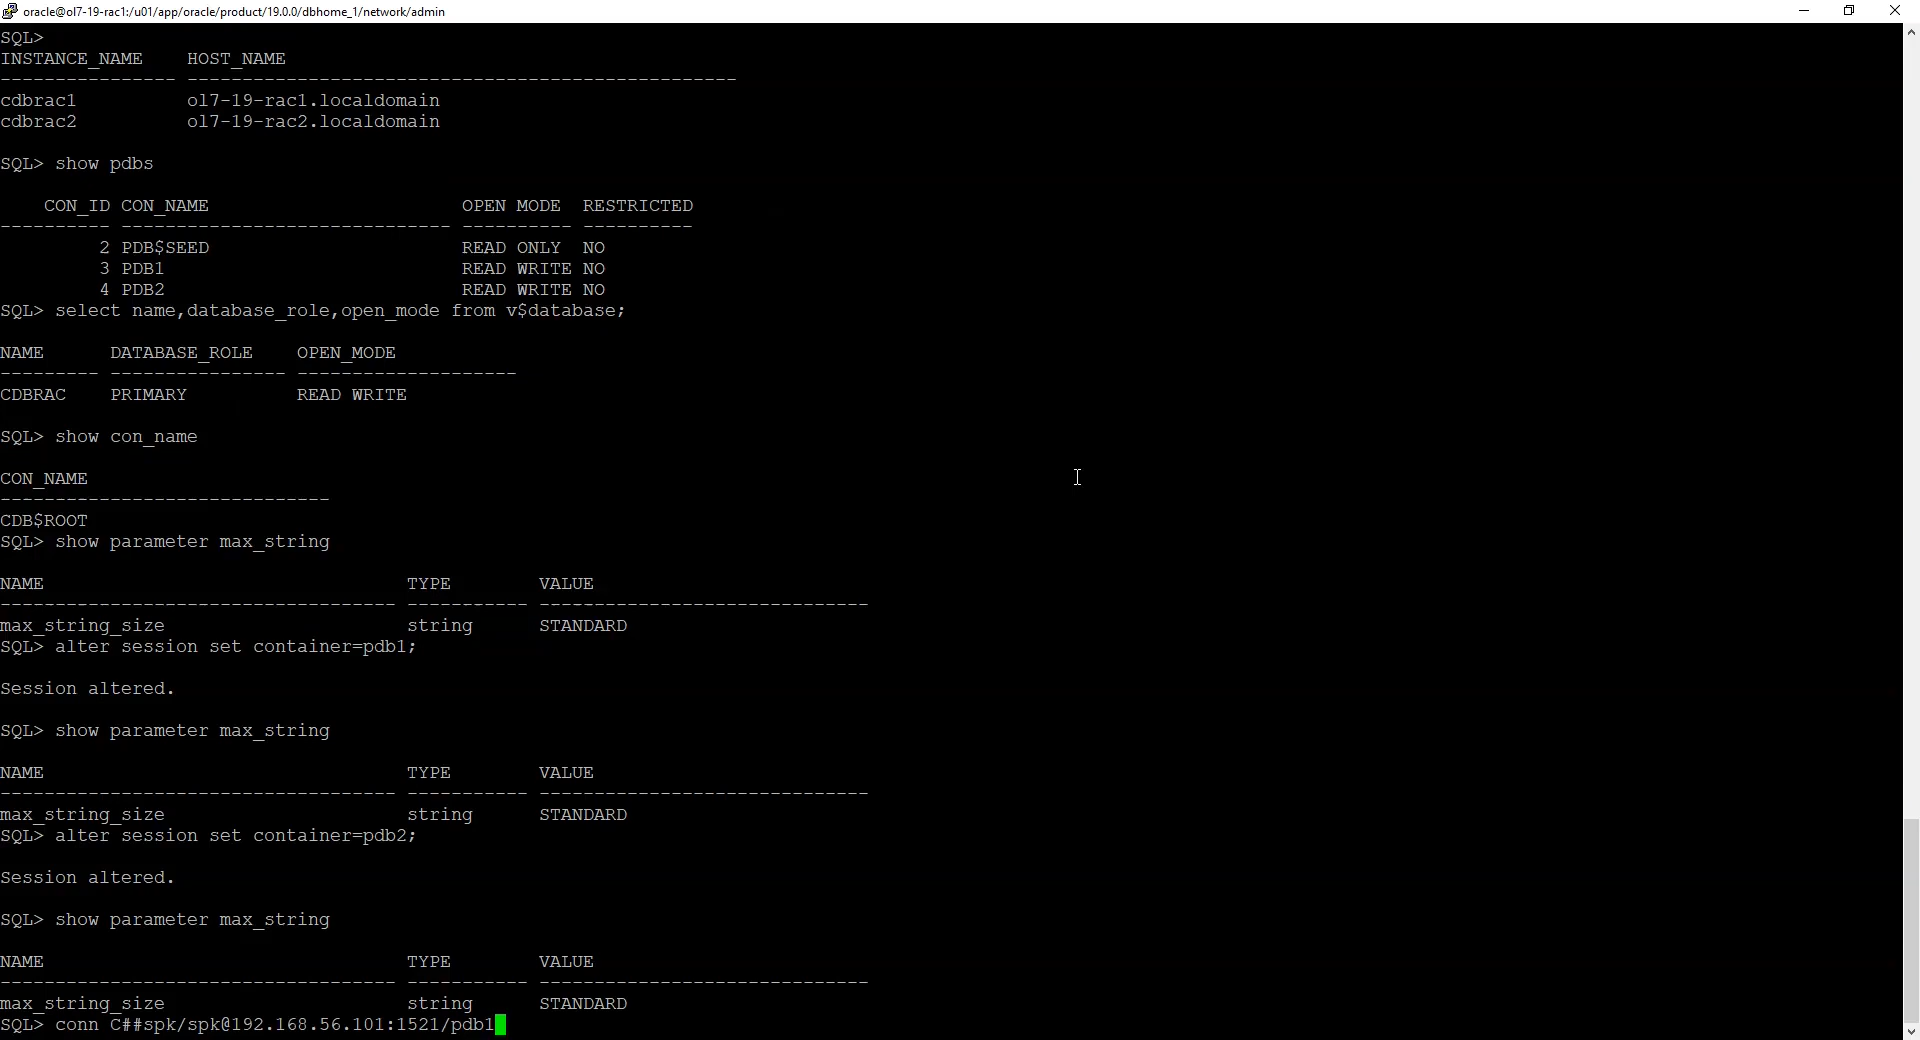 oracle@ol7-19-rac1:/u01/app/oracle/product/19.0.0/dbhome_1/network/admin
SQL>
INSTANCE_NAME    HOST_NAME
---------------- --------------------------------------------------
cdbrac1          ol7-19-rac1.localdomain
cdbrac2          ol7-19-rac2.localdomain
SQL> show pdbs
    CON_ID CON_NAME                       OPEN MODE  RESTRICTED
---------- ------------------------------ ---------- ----------
         2 PDB$SEED                       READ ONLY  NO
         3 PDB1                           READ WRITE NO
         4 PDB2                           READ WRITE NO
SQL> select name,database_role,open_mode from v$database;
NAME      DATABASE_ROLE    OPEN_MODE
--------- ---------------- --------------------
CDBRAC    PRIMARY          READ WRITE
SQL> show con_name
CON_NAME
------------------------------
CDB$ROOT
SQL> show parameter max_string
NAME                                 TYPE        VALUE
------------------------------------ ----------- ------------------------------
max_string_size                      string      STANDARD
SQL> alter session set container=pdb1;
Session altered.
SQL> show parameter max_string
NAME                                 TYPE        VALUE
------------------------------------ ----------- ------------------------------
max_string_size                      string      STANDARD
SQL> alter session set container=pdb2;
Session altered.
SQL> show parameter max_string
NAME                                 TYPE        VALUE
------------------------------------ ----------- ------------------------------
max_string_size                      string      STANDARD
SQL> conn C##spk/spk@192.168.56.101:1521/pdb1